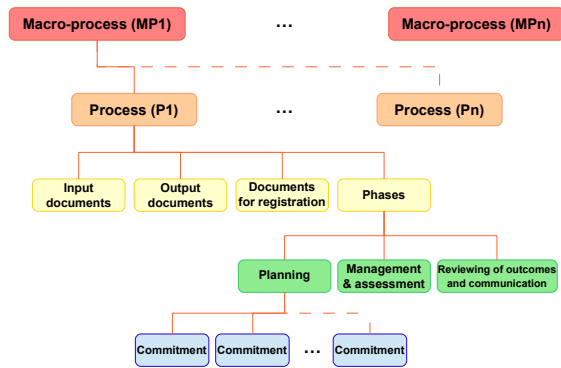 Macro-process (MP1)
...
Macro-process (MPn)
Process (P1)
...
Process (Pn)
Input
documents
Output
documents
Documents
for registration
Phases
Planning
Management
& assessment
Reviewing of outcomes
and communication
Commitment
Commitment
...
Commitment